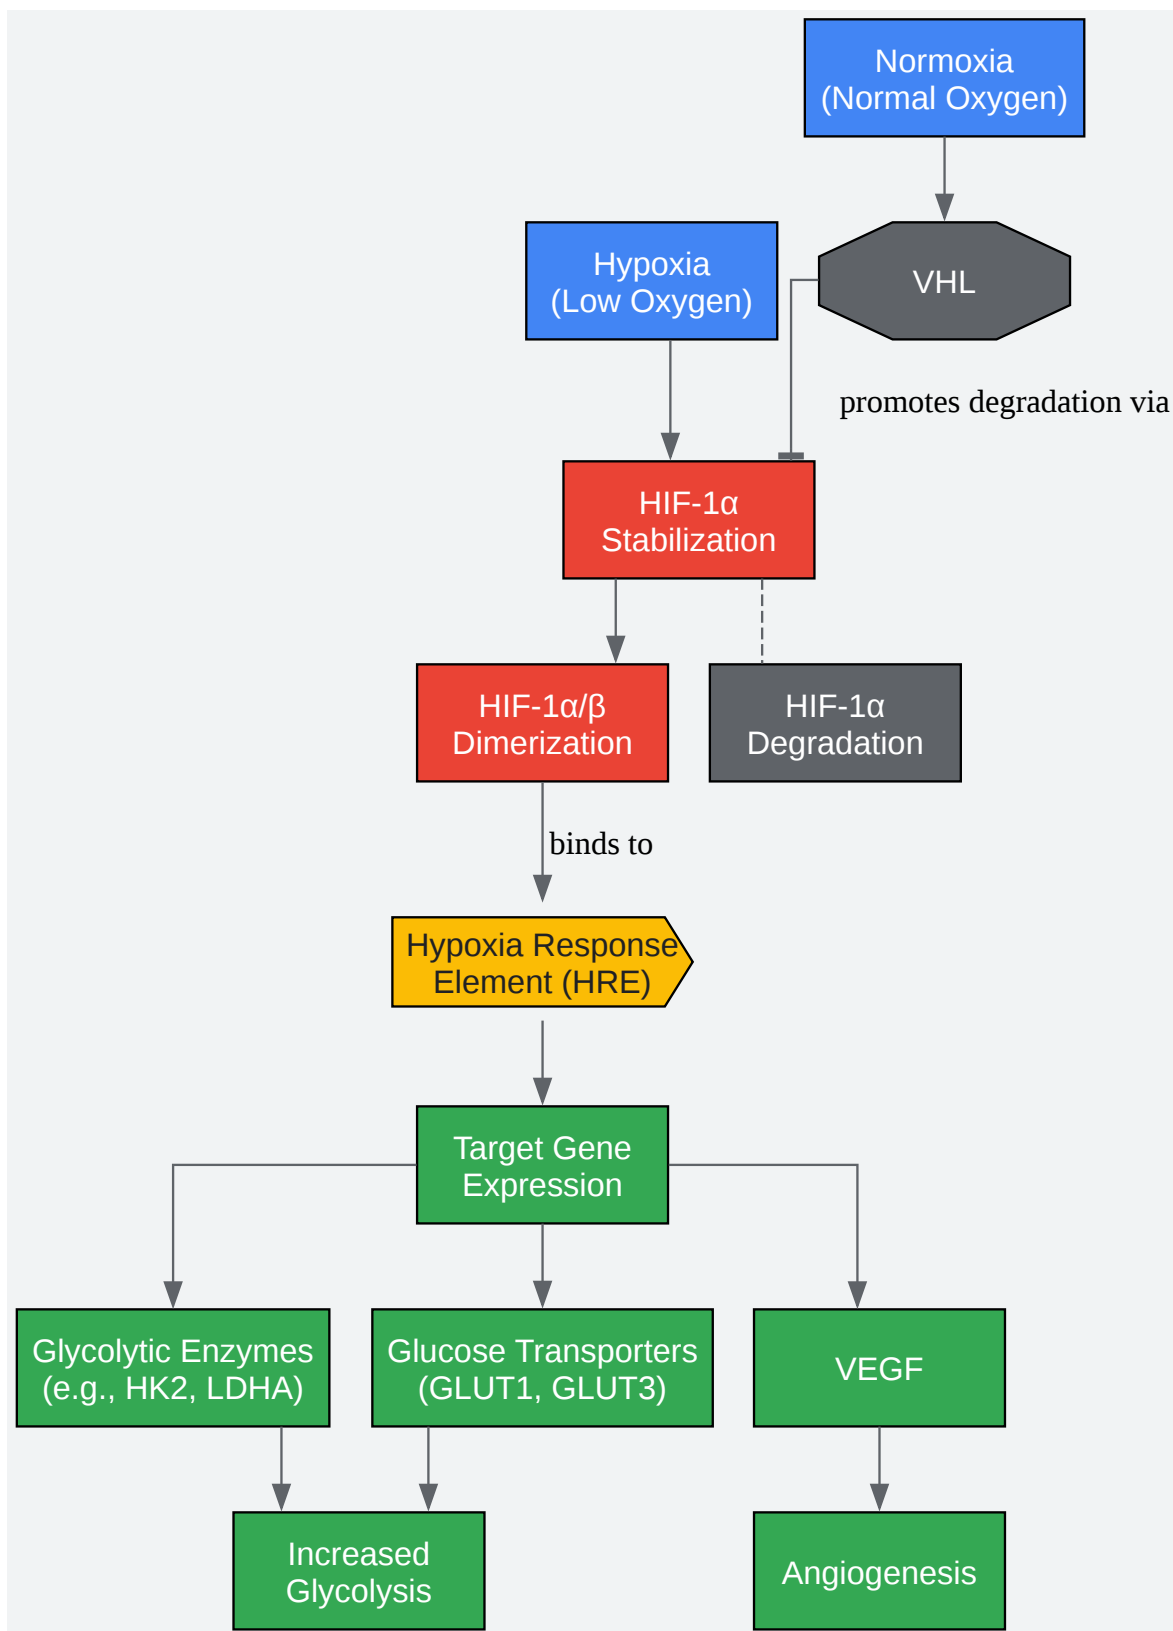 Normoxia
(Normal Oxygen)
Hypoxia
(Low Oxygen)
VHL
promotes degradation via
HIF-1α
Stabilization
HIF-1α/β
Dimerization
HIF-1α
Degradation
binds to
Hypoxia Response
Element (HRE)
Target Gene
Expression
Glycolytic Enzymes
(e.g., HK2, LDHA)
Glucose Transporters
(GLUT1, GLUT3)
VEGF
Increased
Glycolysis
Angiogenesis